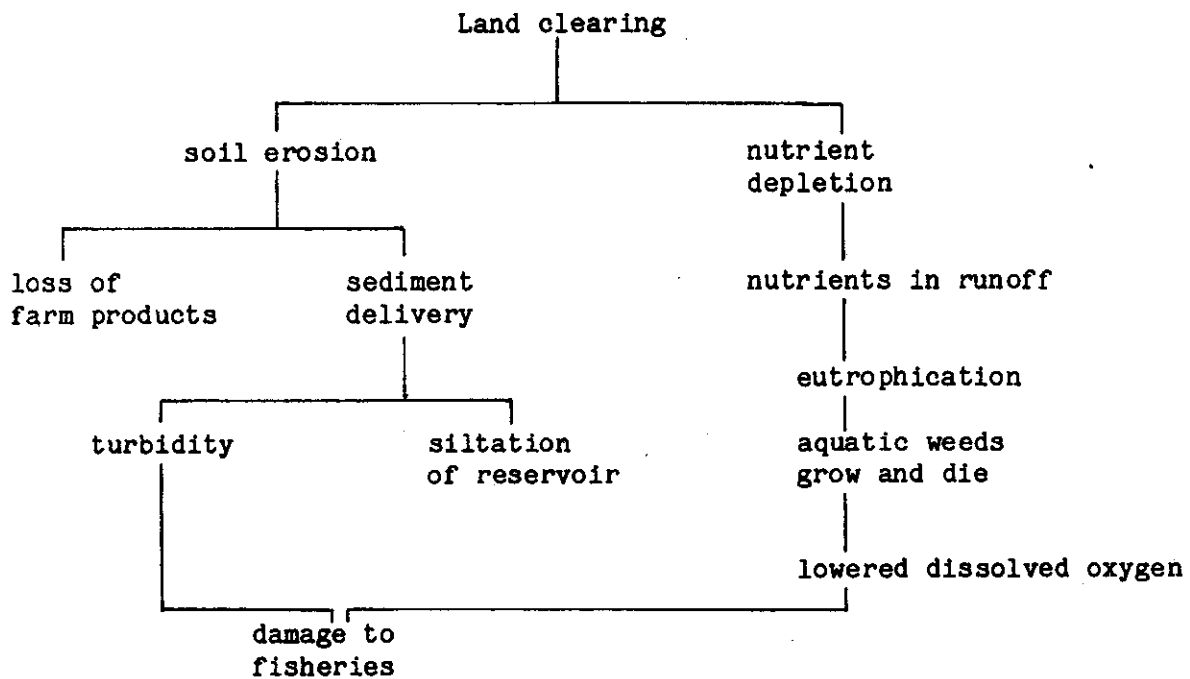 Land clearing
soil erosion
nutrient
depletion
loss of
farm products
sediment
delivery
nutrients in runoff
eutrophication
turbidity
siltation
of reservoir
aquatic weeds
grow and die
lowered dissolved oxygen
damage to
fisheries